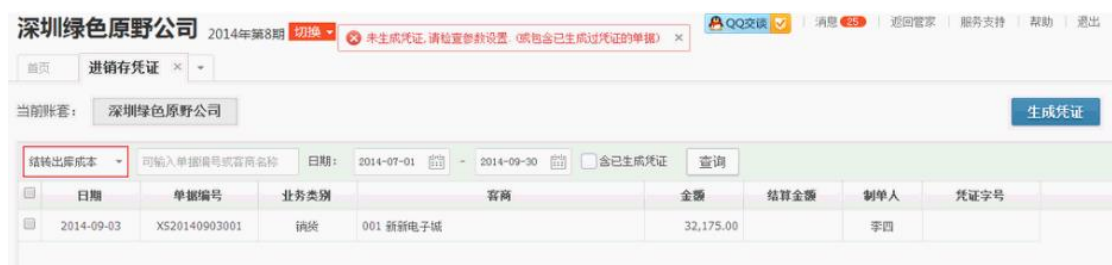 深圳绿色原野公司 2014年第8期 切换 未生成凭证,请检查参数设置.(或包含已生成过凭证的单据) × QQ交谈 消息 25 返回管家 服务支持 帮助 退出
首页 进销存凭证 ×
当前账套: 深圳绿色原野公司 生成凭证
结转出库成本 可输入单据编号或客商名称 日期: 2014-07-01 - 2014-09-30 含已生成凭证 查询
日期 单据编号 业务类别 客商 金额 结算金额 制单人 凭证字号
2014-09-03 XS20140903001 销货 001 新新电子城 32,175.00 李四